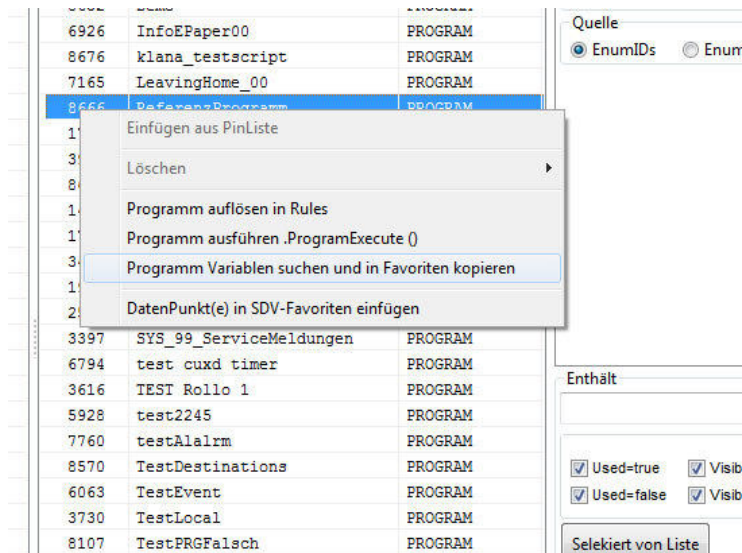 6926 InfoEPaper00 PROGRAM
8676 klana_testscript PROGRAM
7165 LeavingHome_00 PROGRAM
8666 ReferenzProgramm PROGRAM
Einfügen aus PinListe
Löschen
Programm auflösen in Rules
Programm ausführen .ProgramExecute ()
Programm Variablen suchen und in Favoriten kopieren
DatenPunkt(e) in SDV-Favoriten einfügen
3397 SYS_99_ServiceMeldungen PROGRAM
6794 test cuxd timer PROGRAM
3616 TEST Rollo 1 PROGRAM
5928 test2245 PROGRAM
7760 testAlalrm PROGRAM
8570 TestDestinations PROGRAM
6063 TestEvent PROGRAM
3730 TestLocal PROGRAM
8107 TestPRGFalsch PROGRAM
Quelle
EnumIDs Enum
Enthält
Used=true Visib
Used=false Visib
Selekiert von Liste